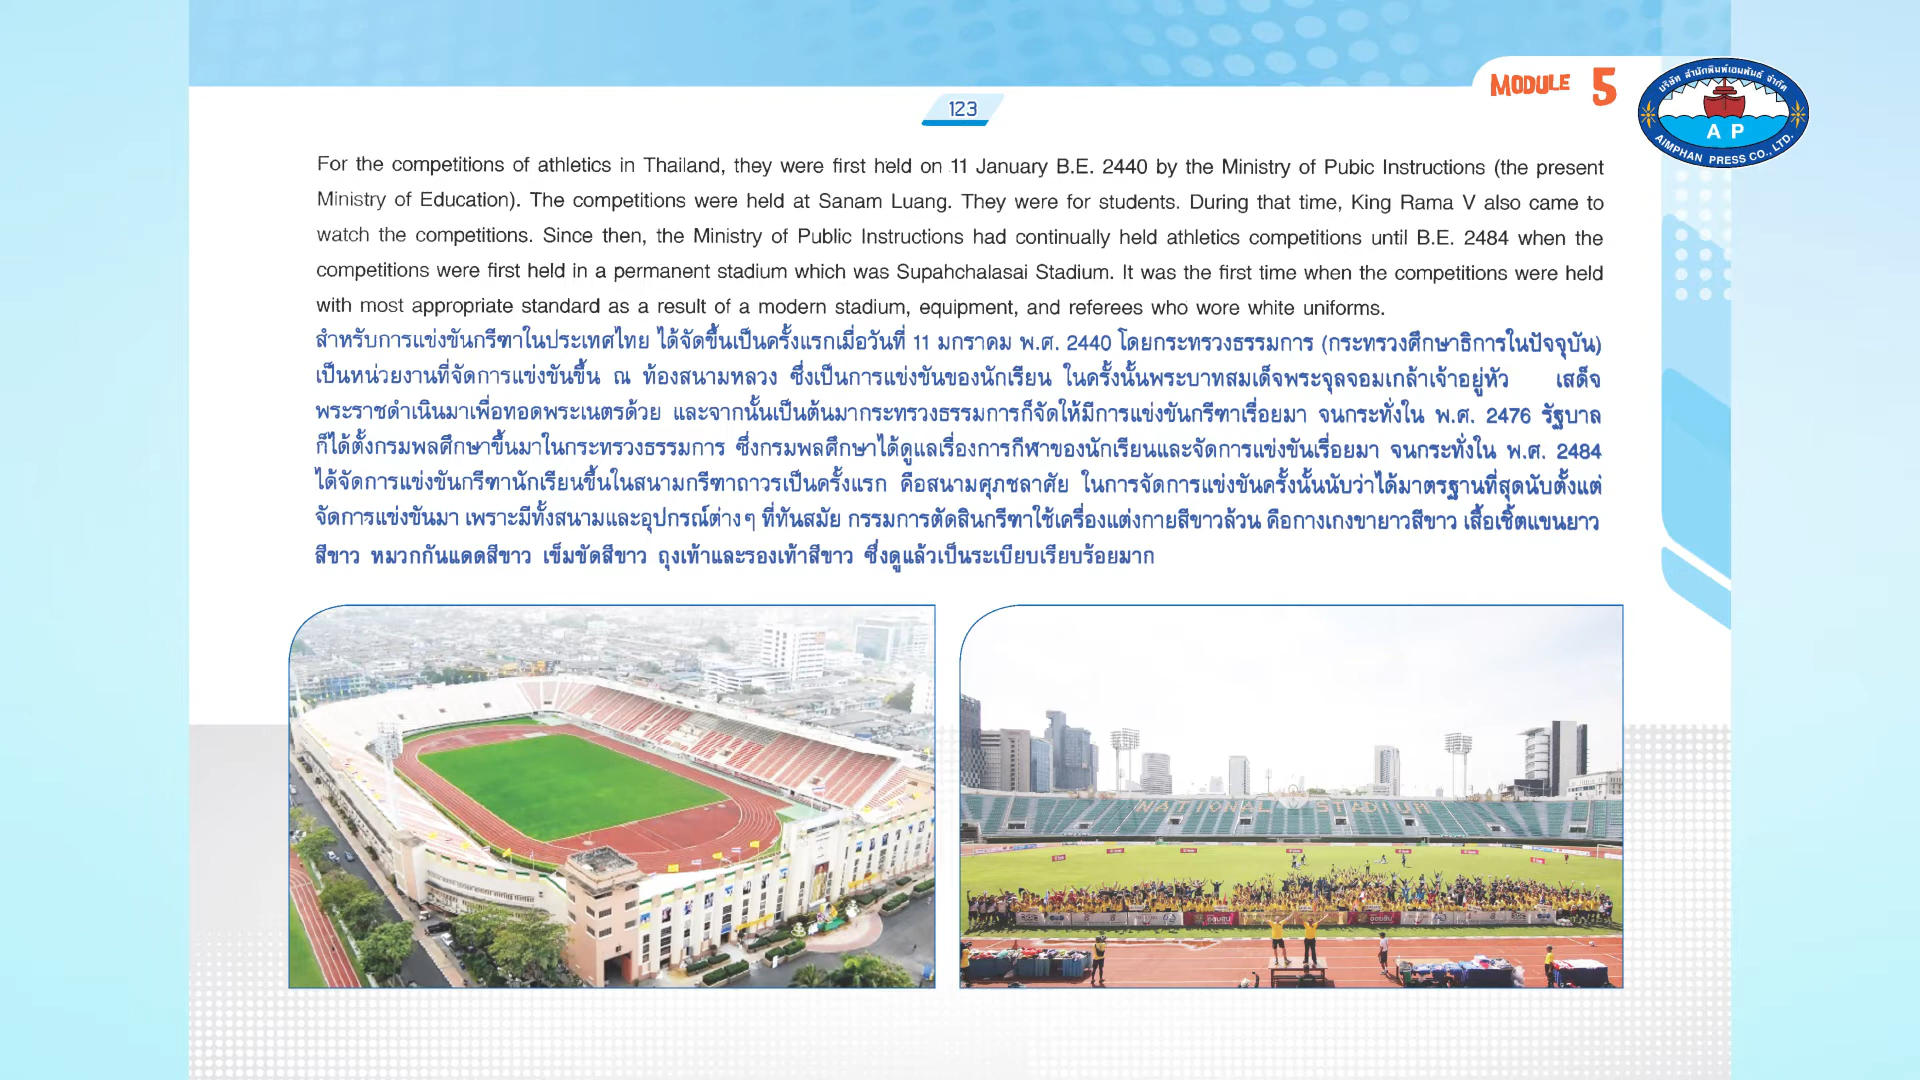 MODULE 5
บริษัท สำนักพิมพ์เอมพันธ์ จำกัด
A P
AIMPHAN PRESS CO., LTD.
123
For the competitions of athletics in Thailand, they were first held on 11 January B.E. 2440 by the Ministry of Pubic Instructions (the present
Ministry of Education). The competitions were held at Sanam Luang. They were for students. During that time, King Rama V also came to
watch the competitions. Since then, the Ministry of Public Instructions had continually held athletics competitions until B.E. 2484 when the
competitions were first held in a permanent stadium which was Supahchalasai Stadium. It was the first time when the competitions were held
with most appropriate standard as a result of a modern stadium, equipment, and referees who wore white uniforms.
สำหรับการแข่งขันกรีฑาในประเทศไทย ได้จัดขึ้นเป็นครั้งแรกเมื่อวันที่ 11 มกราคม พ.ศ. 2440 โดยกระทรวงธรรมการ (กระทรวงศึกษาธิการในปัจจุบัน)
เป็นหน่วยงานที่จัดการแข่งขันขึ้น ณ ท้องสนามหลวง ซึ่งเป็นการแข่งขันของนักเรียน ในครั้งนั้นพระบาทสมเด็จพระจุลจอมเกล้าเจ้าอยู่หัว เสด็จ
พระราชดำเนินมาเพื่อทอดพระเนตรด้วย และจากนั้นเป็นต้นมากระทรวงธรรมการก็จัดให้มีการแข่งขันกรีฑาเรื่อยมา จนกระทั่งใน พ.ศ. 2476 รัฐบาล
ก็ได้ตั้งกรมพลศึกษาขึ้นมาในกระทรวงธรรมการ ซึ่งกรมพลศึกษาได้ดูแลเรื่องการกีฬาของนักเรียนและจัดการแข่งขันเรื่อยมา จนกระทั่งใน พ.ศ. 2484
ได้จัดการแข่งขันกรีฑานักเรียนขึ้นในสนามกรีฑาถาวรเป็นครั้งแรก คือสนามศุภชลาศัย ในการจัดการแข่งขันครั้งนั้นนับว่าได้มาตรฐานที่สุดนับตั้งแต่
จัดการแข่งขันมา เพราะมีทั้งสนามและอุปกรณ์ต่างๆ ที่ทันสมัย กรรมการตัดสินกรีฑาใช้เครื่องแต่งกายสีขาวล้วน คือกางเกงขายาวสีขาว เสื้อเชิ้ตแขนยาว
สีขาว หมวกกันแดดสีขาว เข็มขัดสีขาว ถุงเท้าและรองเท้าสีขาว ซึ่งดูแล้วเป็นระเบียบเรียบร้อยมาก
NATIONAL STADIUM